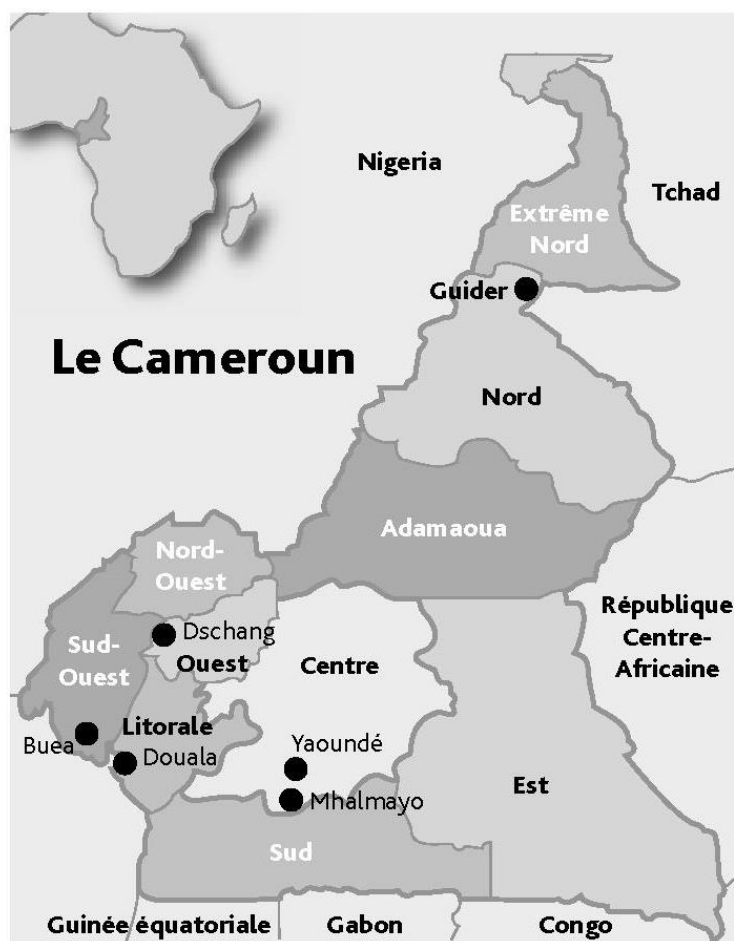 Nigeria
Tchad
Extrême
Nord
Guider
Le Cameroun
Nord
Adamaoua
Nord-
Ouest
République
Centre-
Africaine
Dschang
Ouest
Sud-
Ouest
Centre
Litorale
Buea
Douala
Yaoundé
Mhalmayo
Est
Sud
Guinée équatoriale
Gabon
Congo